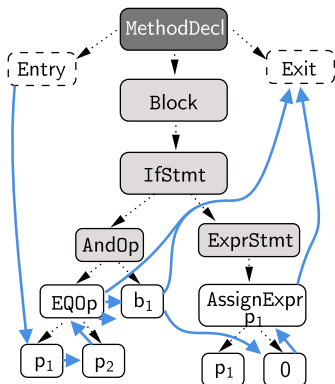 MethodDecl
Entry
Exit
Block
IfStmt
AndOp
ExprStmt
EQOp
b₁
AssignExpr
p₁
p₁
p₂
p₁
0